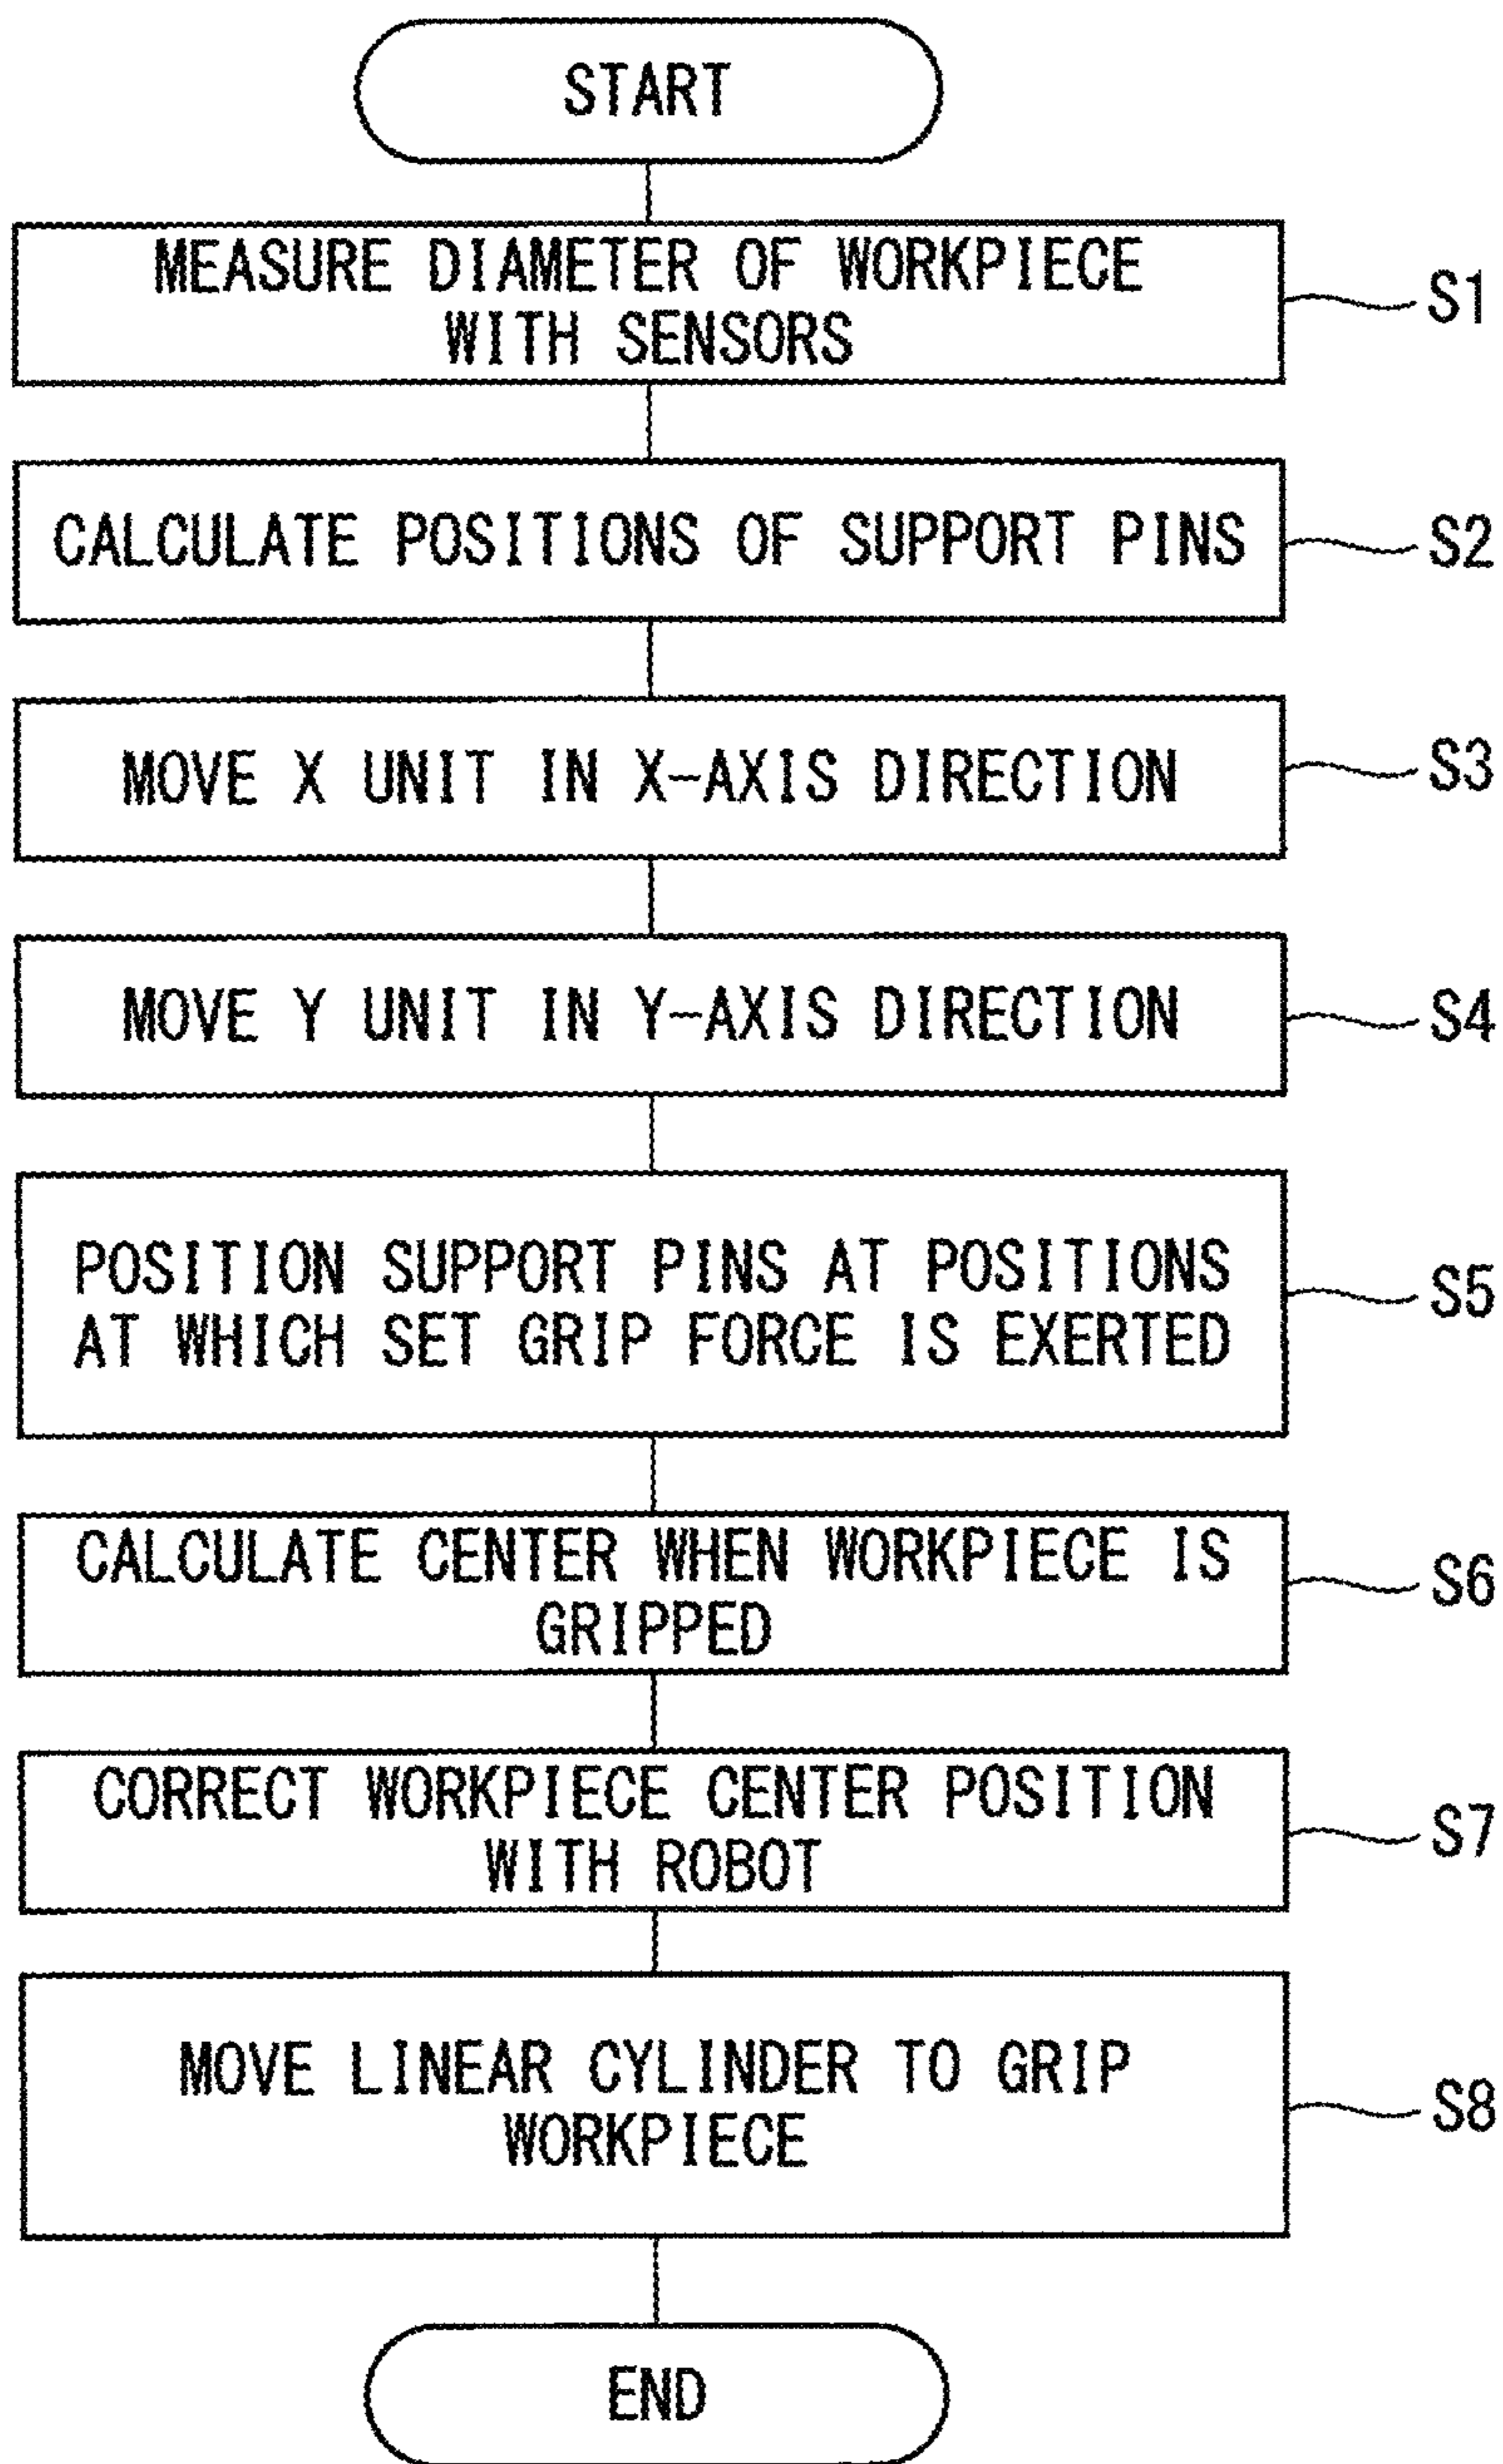 START
MEASURE DIAMETER OF WORKPIECE
WITH SENSORS
S1
CALCULATE POSITIONS OF SUPPORT PINS
S2
MOVE X UNIT IN X-AXIS DIRECTION
S3
MOVE Y UNIT IN Y-AXIS DIRECTION
S4
POSITION SUPPORT PINS AT POSITIONS
AT WHICH SET GRIP FORCE IS EXERTED
S5
CALCULATE CENTER WHEN WORKPIECE IS
GRIPPED
S6
CORRECT WORKPIECE CENTER POSITION
WITH ROBOT
S7
MOVE LINEAR CYLINDER TO GRIP
WORKPIECE
S8
END